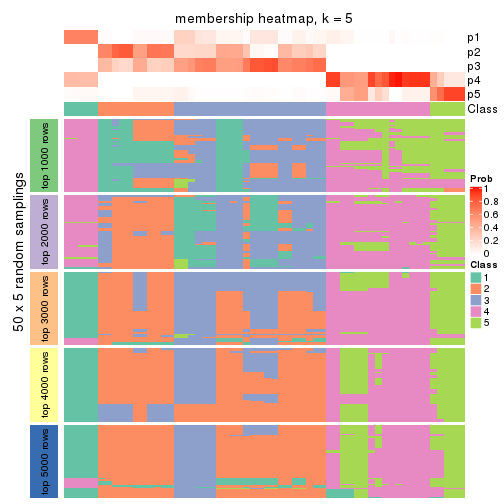 membership heatmap, k = 5
p1
p2
p3
p4
p5
Class
50 x 5 random samplings
top 1000 rows
top 2000 rows
top 3000 rows
top 4000 rows
top 5000 rows
Prob
1
0.8
0.6
0.4
0.2
0
Class
1
2
3
4
5